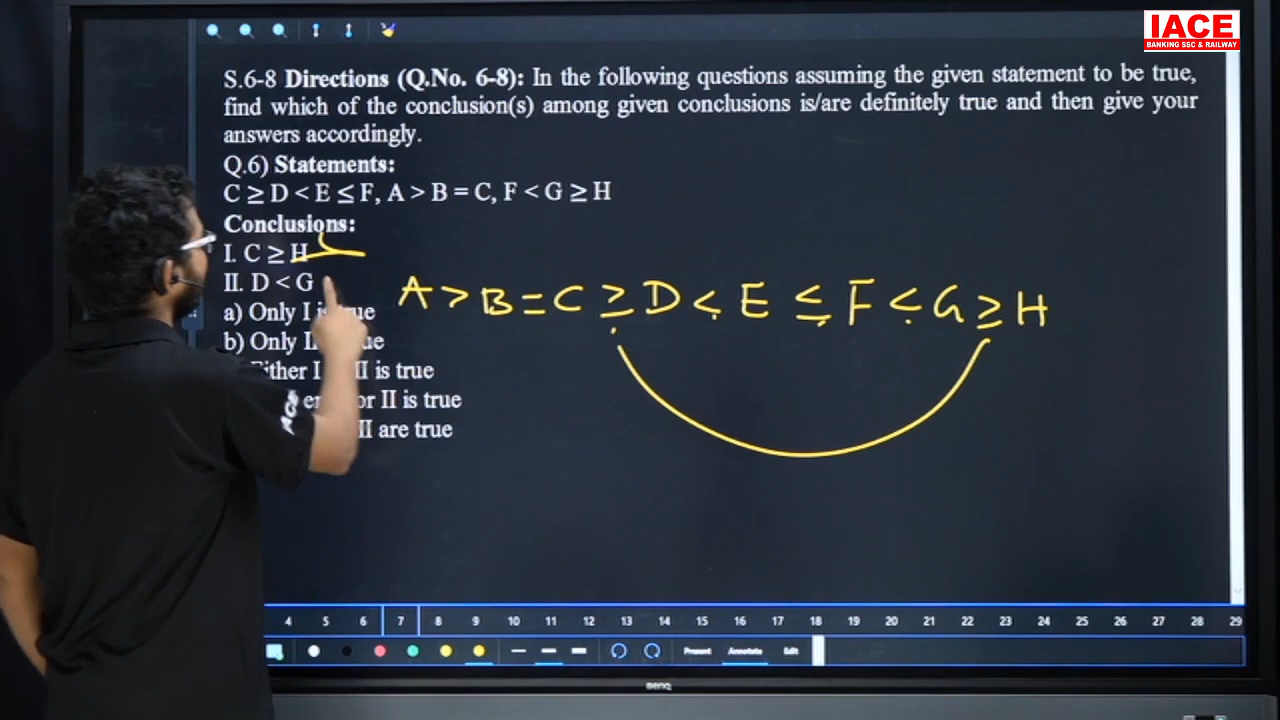 IACE
BANKING SSC & RAILWAY
S.6-8 Directions (Q.No. 6-8): In the following questions assuming the given statement to be true,
find which of the conclusion(s) among given conclusions is/are definitely true and then give your
answers accordingly.
Q.6) Statements:
C ≥ D < E ≤ F, A > B = C, F < G ≥ H
Conclusions:
I. C ≥ H
II. D < G
A > B = C ≥ D < E ≤ F < G ≥ H
a) Only I is true
b) Only II
I is true
or II is true
II are true
IACE
4 5 6 7 8 9 10 11 12 13 14 15 16 17 18 19 20 21 22 23 24 25 26 27 28 29
Present Annotate Edit
BenQ